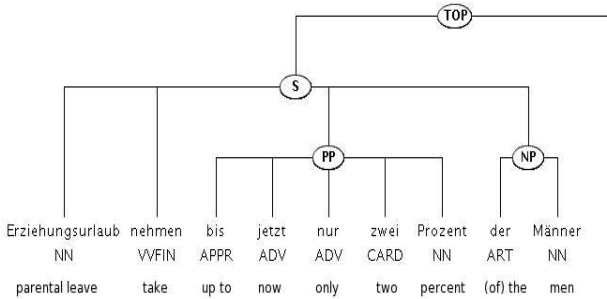 TOP
S
PP NP
Erziehungsurlaub nehmen bis jetzt nur zwei Prozent der Männer
NN VVFIN APPR ADV ADV CARD NN ART NN
parental leave take up to now only two percent (of) the men